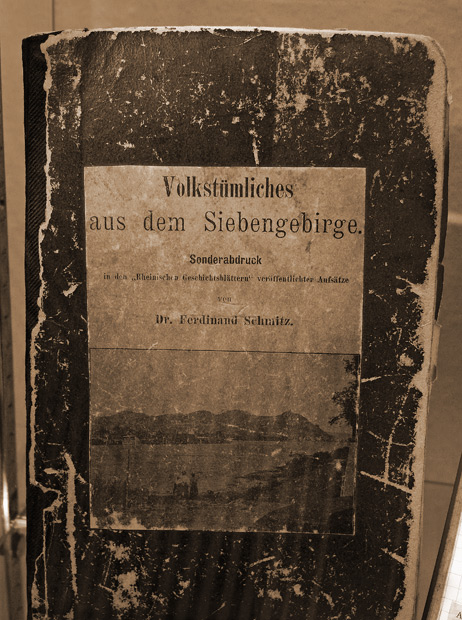 Volkstümliches
aus dem Siebengebirge.
Sonderabdruck
in den „Rheinischen Geschichtsblättern“ veröffentlichter Aufsätze
von
Dr. Ferdinand Schmitz.
A